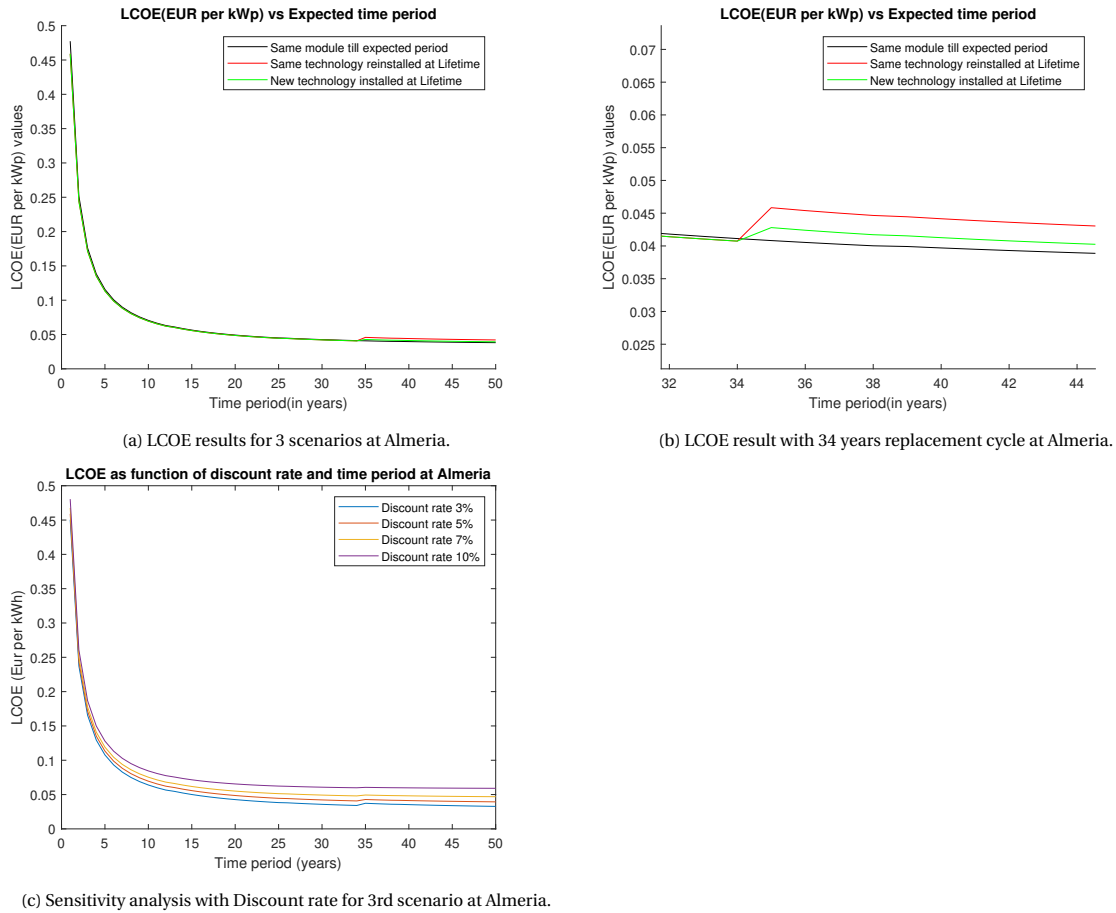 LCOE(EUR per kWp) vs Expected time period
Same module till expected period
Same technology reinstalled at Lifetime
New technology installed at Lifetime
0.5
0.45
0.4
0.35
0.3
0.25
0.2
0.15
0.1
0.05
0
LCOE(EUR per kWp) values
0 5 10 15 20 25 30 35 40 45 50
Time period(in years)
(a) LCOE results for 3 scenarios at Almeria.
LCOE(EUR per kWp) vs Expected time period
Same module till expected period
Same technology reinstalled at Lifetime
New technology installed at Lifetime
0.07
0.065
0.06
0.055
0.05
0.045
0.04
0.035
0.03
0.025
LCOE(EUR per kWp) values
32 34 36 38 40 42 44
Time period(in years)
(b) LCOE result with 34 years replacement cycle at Almeria.
LCOE as function of discount rate and time period at Almeria
Discount rate 3%
Discount rate 5%
Discount rate 7%
Discount rate 10%
0.5
0.45
0.4
0.35
0.3
0.25
0.2
0.15
0.1
0.05
0
LCOE (Eur per kWh)
0 5 10 15 20 25 30 35 40 45 50
Time period (years)
(c) Sensitivity analysis with Discount rate for 3rd scenario at Almeria.